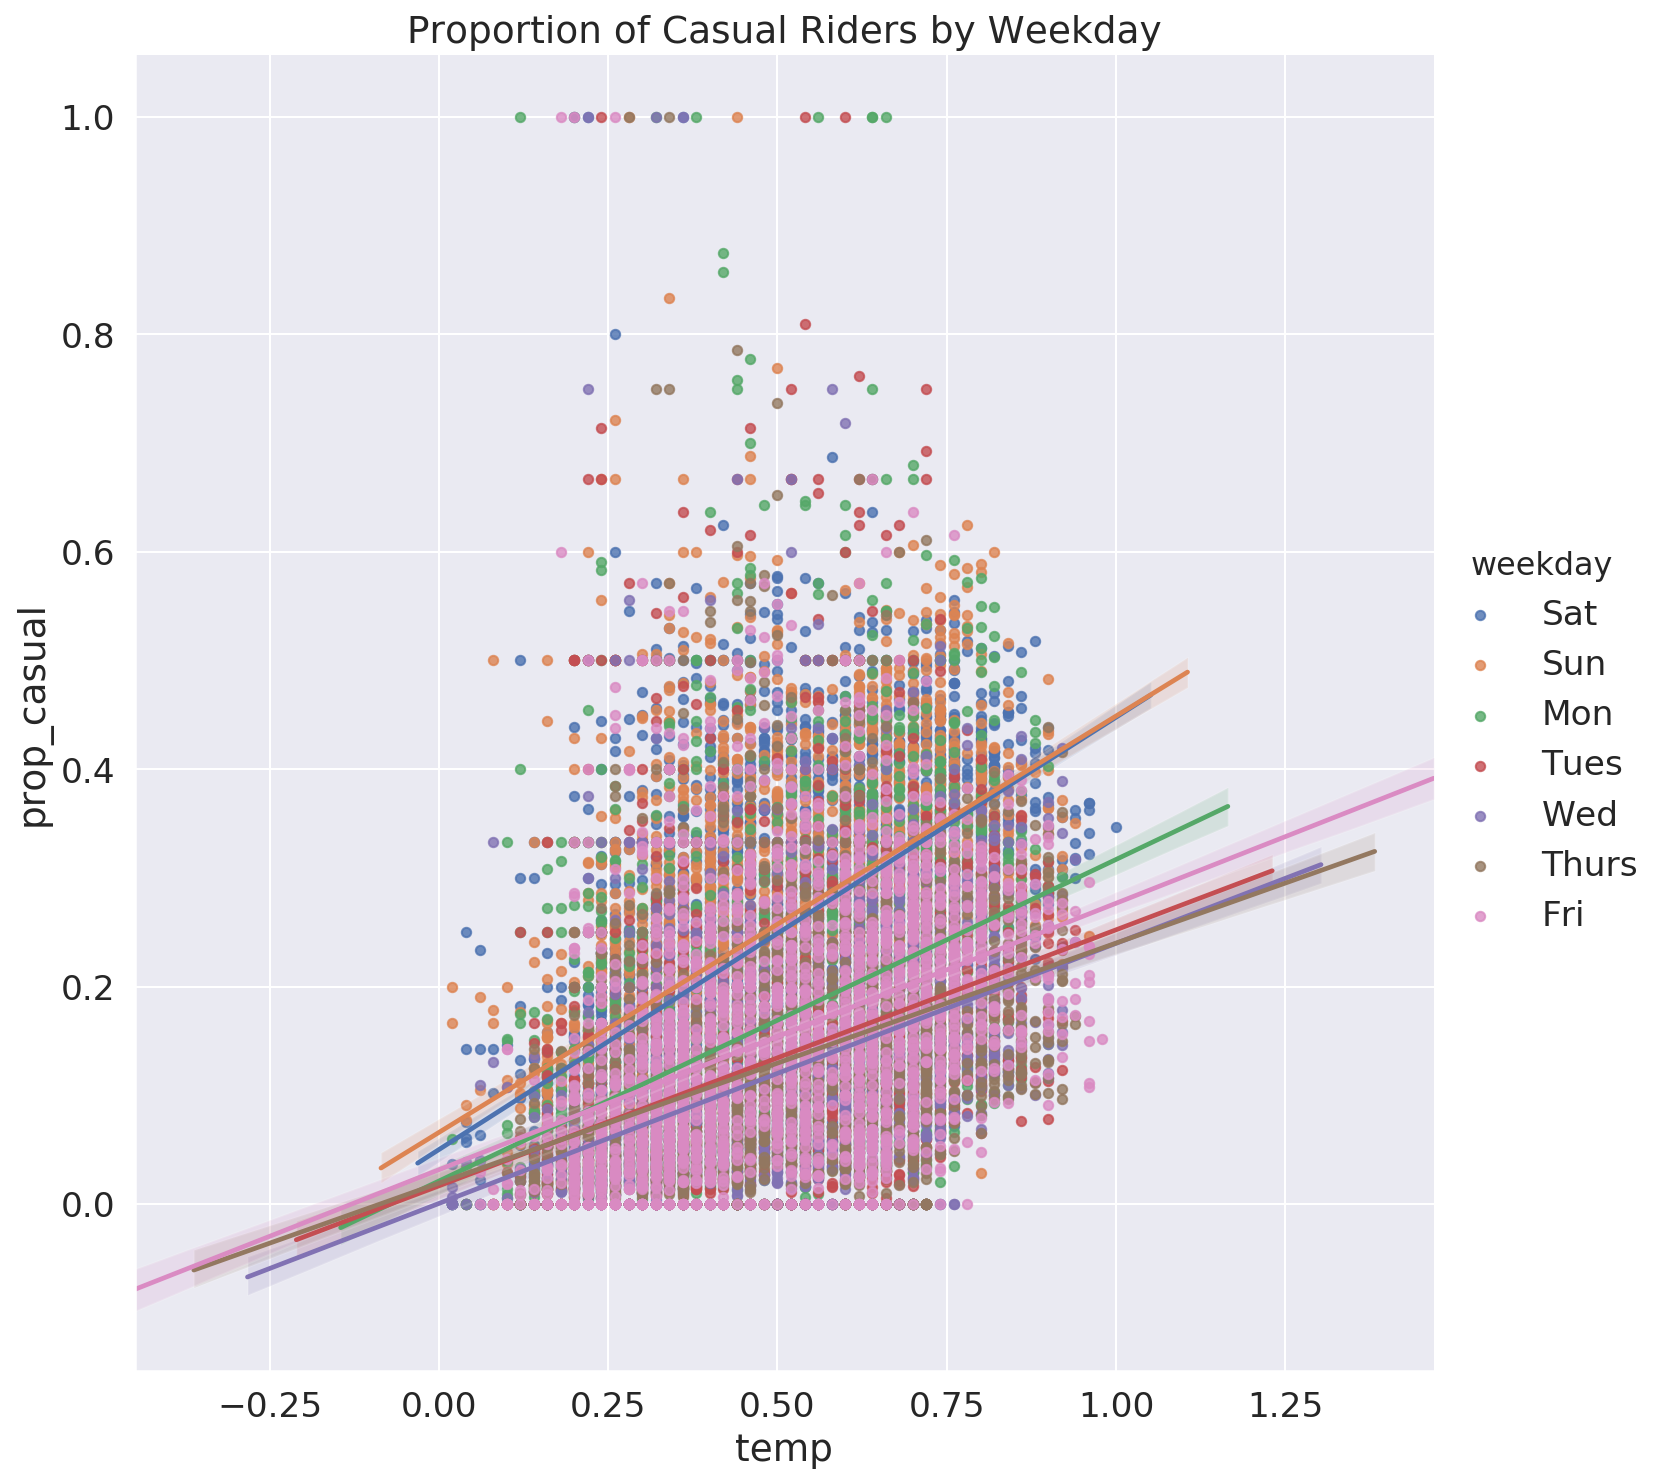 Proportion of Casual Riders by Weekday
prop_casual
1.0
0.8
0.6
0.4
0.2
0.0
−0.25
0.00
0.25
0.50
0.75
1.00
1.25
temp
weekday
Sat
Sun
Mon
Tues
Wed
Thurs
Fri